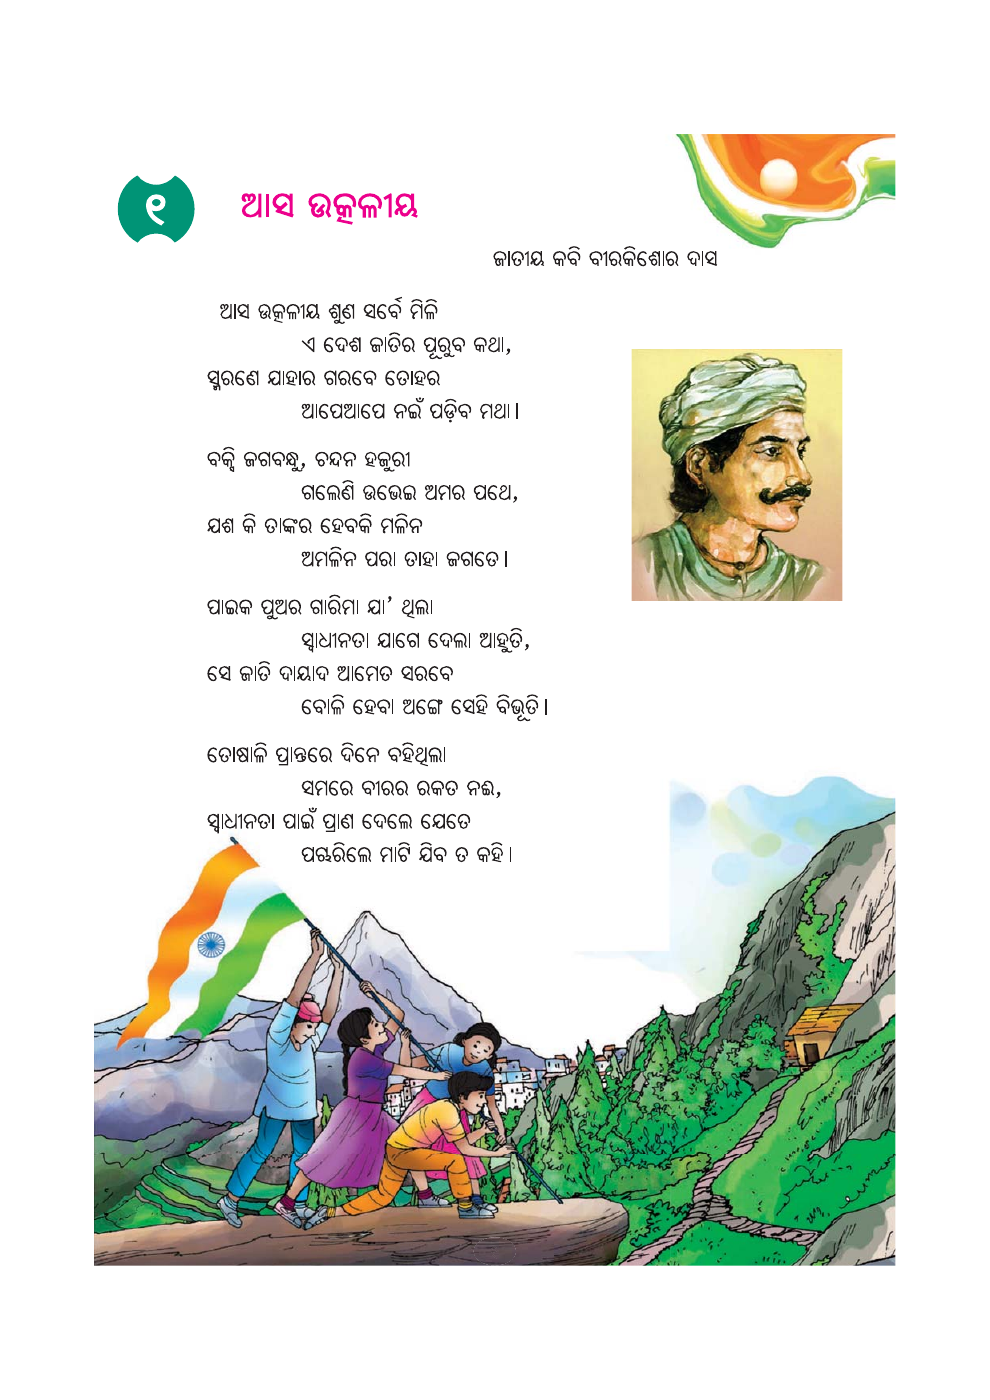 ୧
ଆସ ଉତ୍କଳୀୟ
ଜାତୀୟ କବି ବୀରକିଶୋର ଦାସ
ଆସ ଉତ୍କଳୀୟ ଶୁଣ ସର୍ବେ ମିଳି
ଏ ଦେଶ ଜାତିର ପୂରୁବ କଥା,
ସ୍ମରଣେ ଯାହାର ଗରବେ ତୋହର
ଆପେଆପେ ନଇଁ ପଡ଼ିବ ମଥା।
ବକ୍ସି ଜଗବନ୍ଧୁ, ଚନ୍ଦନ ହଜୁରୀ
ଗଲେଣି ଉଭେଇ ଅମର ପଥେ,
ଯଶ କି ତାଙ୍କର ହେବକି ମଳିନ
ଅମଳିନ ପରା ତାହା ଜଗତେ।
ପାଇକ ପୁଅର ଗାରିମା ଯା’ ଥିଲା
ସ୍ୱାଧୀନତା ଯାଗେ ଦେଲା ଆହୁତି,
ସେ ଜାତି ଦାୟାଦ ଆମେତ ସରବେ
ବୋଳି ହେବା ଅଙ୍ଗେ ସେହି ବିଭୂତି।
ତୋଷାଳି ପ୍ରାନ୍ତରେ ଦିନେ ବହିଥିଲା
ସମରେ ବୀରର ରକତ ନଈ,
ସ୍ୱାଧୀନତା ପାଇଁ ପ୍ରାଣ ଦେଲେ ଯେତେ
ପଚ୍ଚରିଲେ ମାଟି ଯିବ ତ କହି।